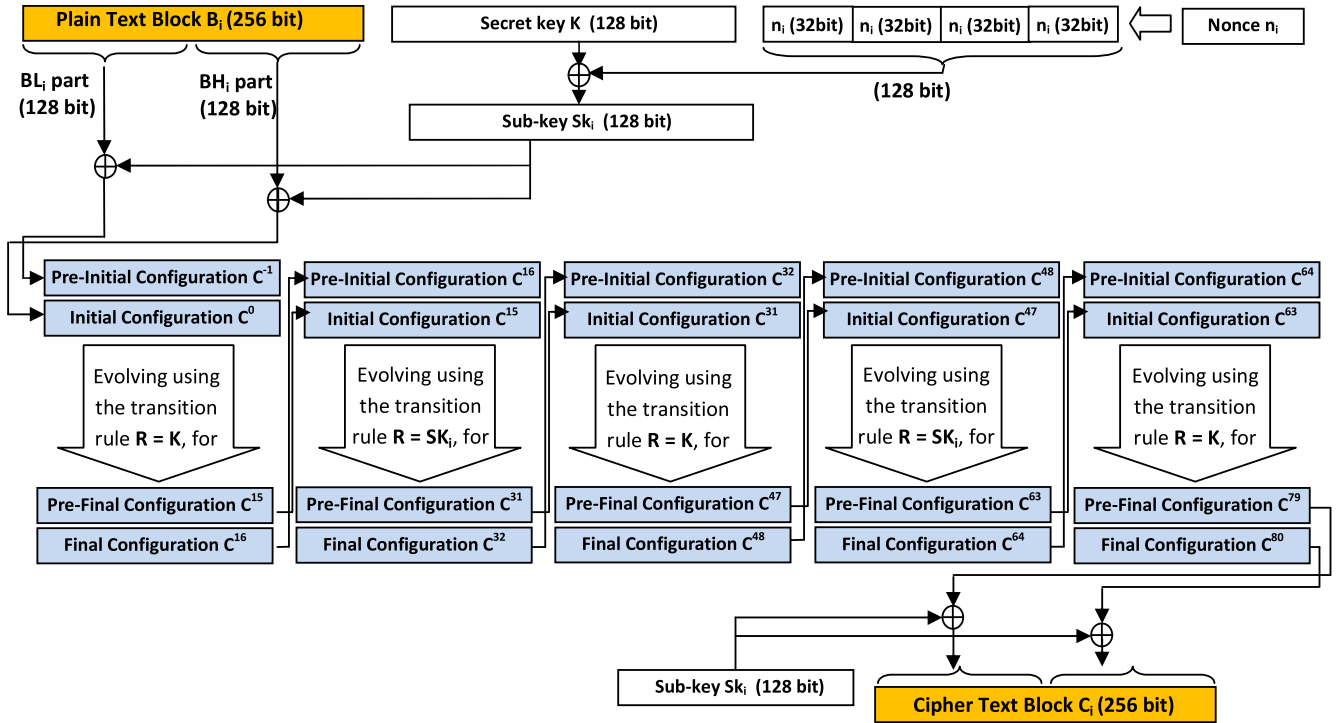 Plain Text Block Bi (256 bit)
Secret key K (128 bit)
ni (32bit) ni (32bit) ni (32bit) ni (32bit)
Nonce ni
BLi part
(128 bit)
BHi part
(128 bit)
(128 bit)
Sub-key Ski (128 bit)
Pre-Initial Configuration C-1
Initial Configuration C0
Evolving using
the transition
rule R = K, for
Pre-Final Configuration C15
Final Configuration C16
Pre-Initial Configuration C16
Initial Configuration C15
Evolving using
the transition
rule R = SKi, for
Pre-Final Configuration C31
Final Configuration C32
Pre-Initial Configuration C32
Initial Configuration C31
Evolving using
the transition
rule R = K, for
Pre-Final Configuration C47
Final Configuration C48
Pre-Initial Configuration C48
Initial Configuration C47
Evolving using
the transition
rule R = SKi, for
Pre-Final Configuration C63
Final Configuration C64
Pre-Initial Configuration C64
Initial Configuration C63
Evolving using
the transition
rule R = K, for
Pre-Final Configuration C79
Final Configuration C80
Sub-key Ski (128 bit)
Cipher Text Block Ci (256 bit)